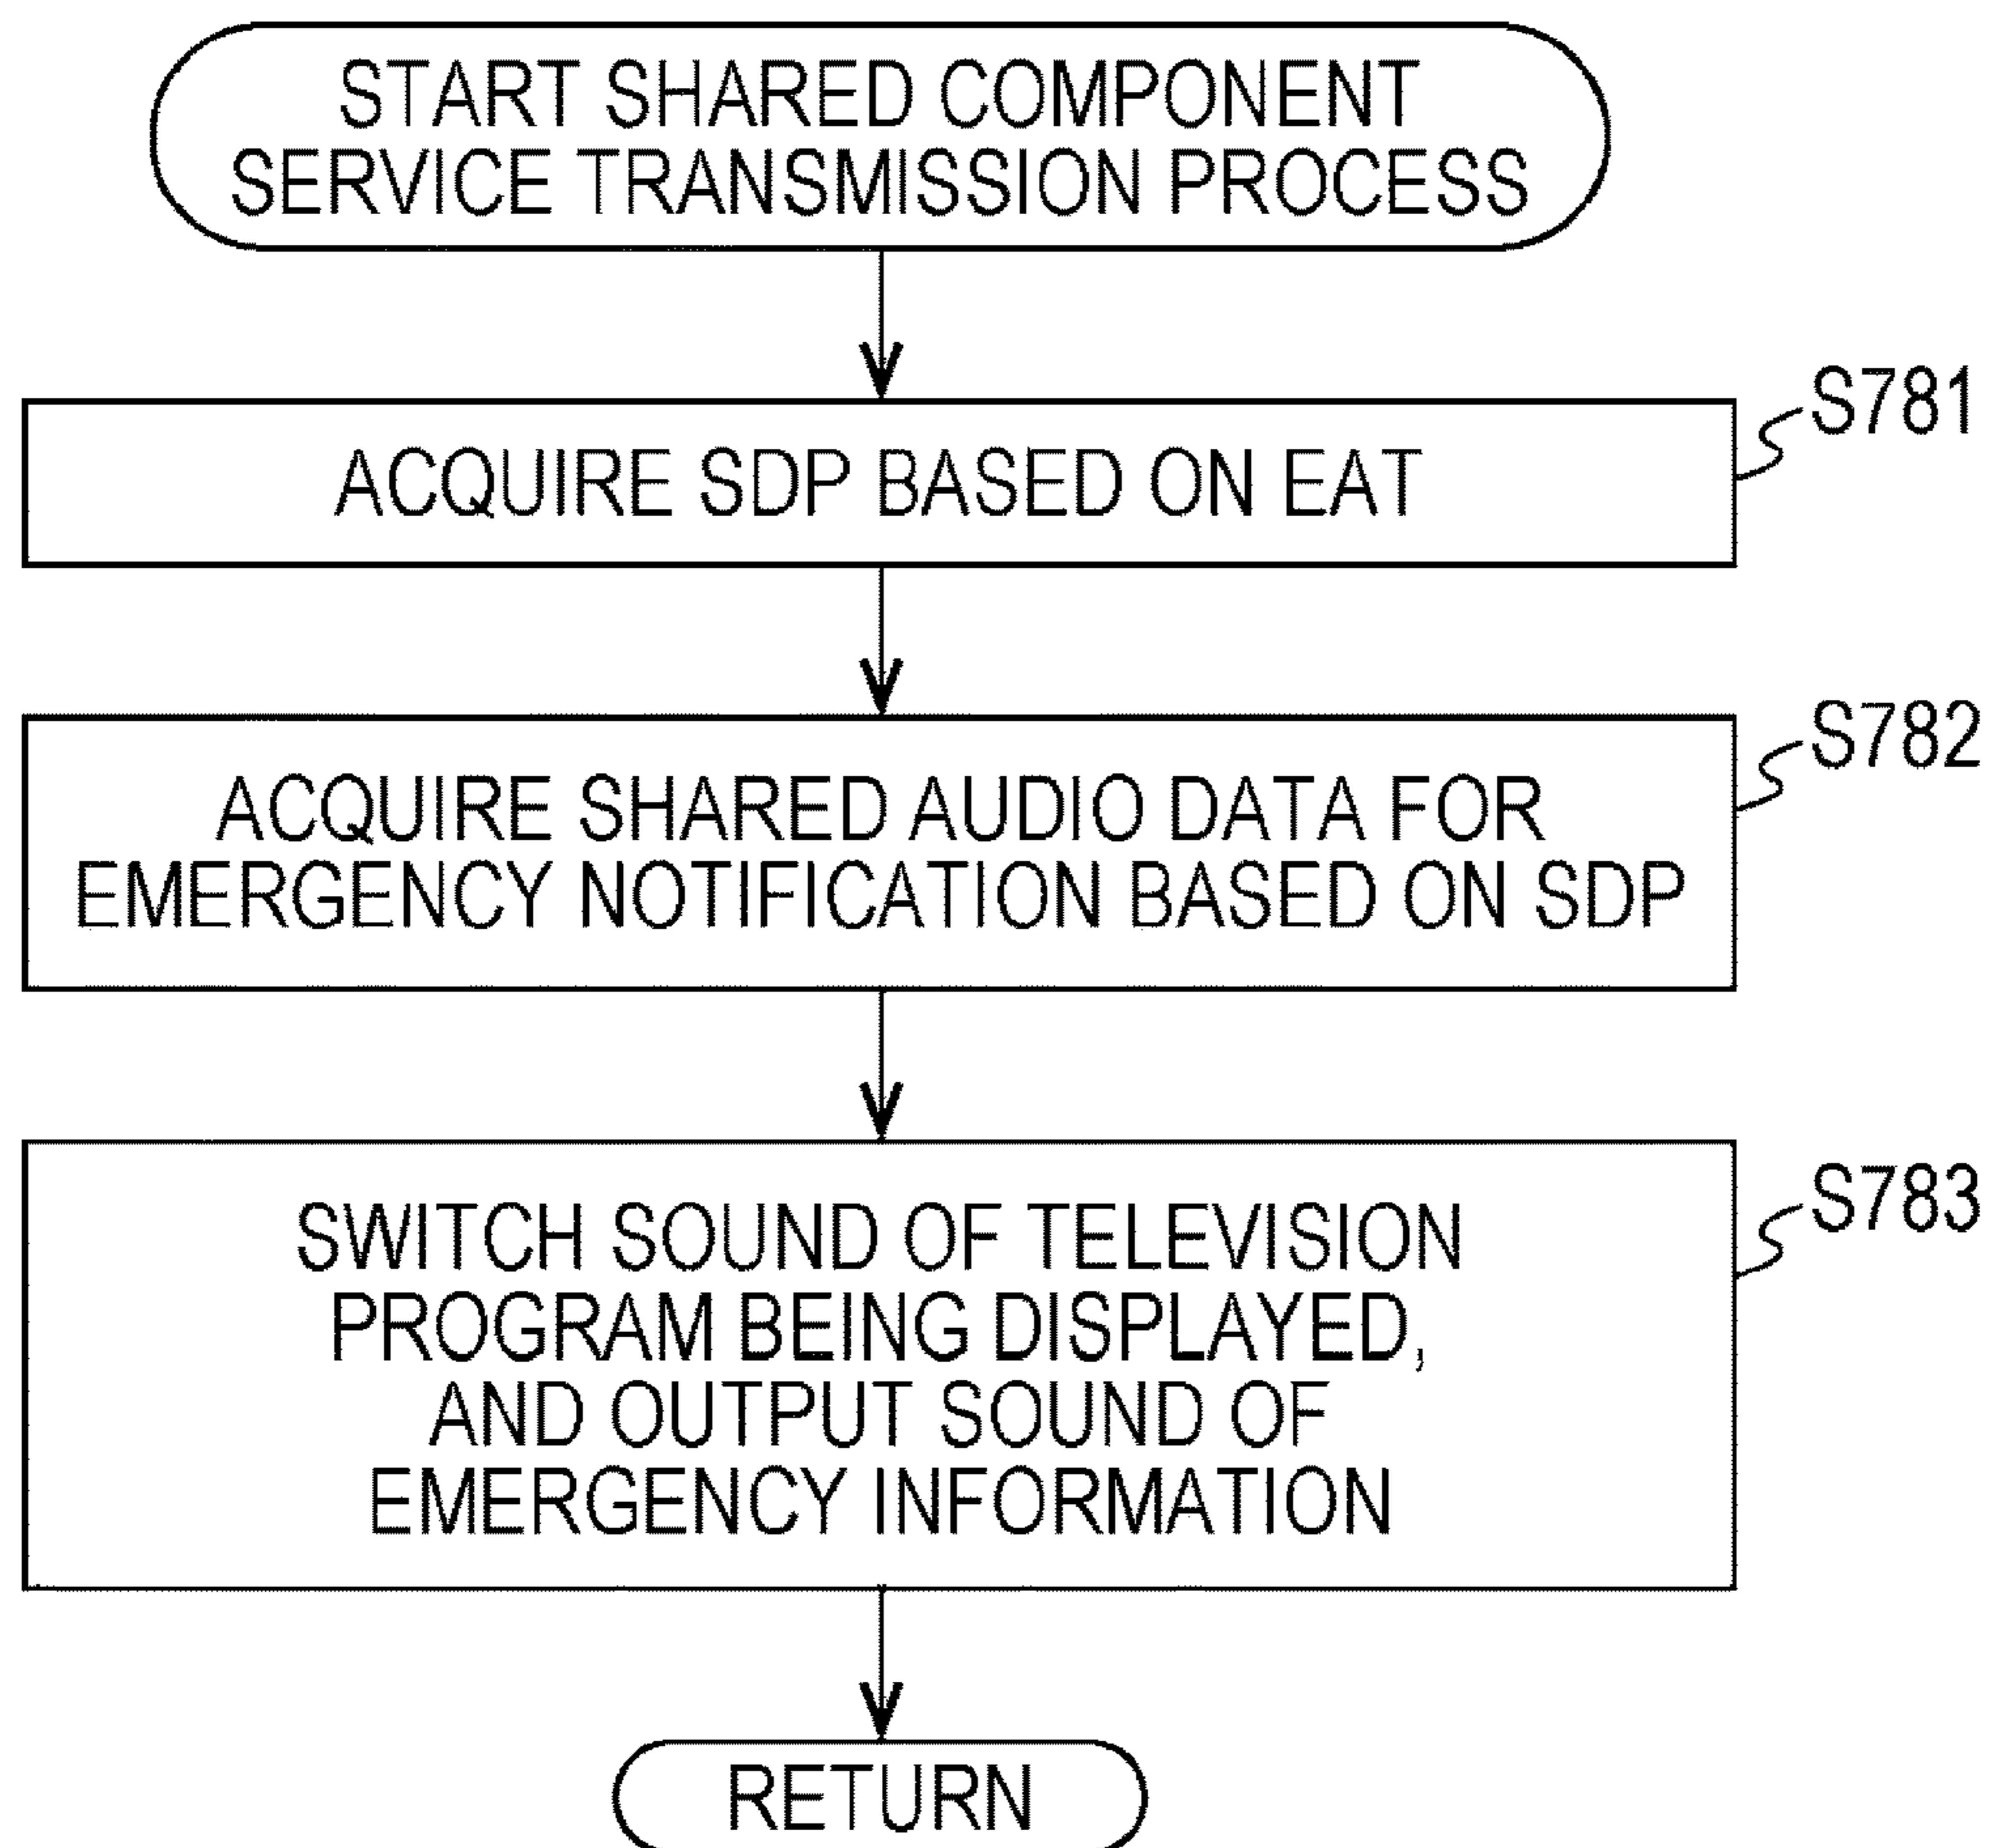 START SHARED COMPONENT
SERVICE TRANSMISSION PROCESS
S781
ACQUIRE SDP BASED ON EAT
S782
ACQUIRE SHARED AUDIO DATA FOR
EMERGENCY NOTIFICATION BASED ON SDP
S783
SWITCH SOUND OF TELEVISION
PROGRAM BEING DISPLAYED,
AND OUTPUT SOUND OF
EMERGENCY INFORMATION
RETURN